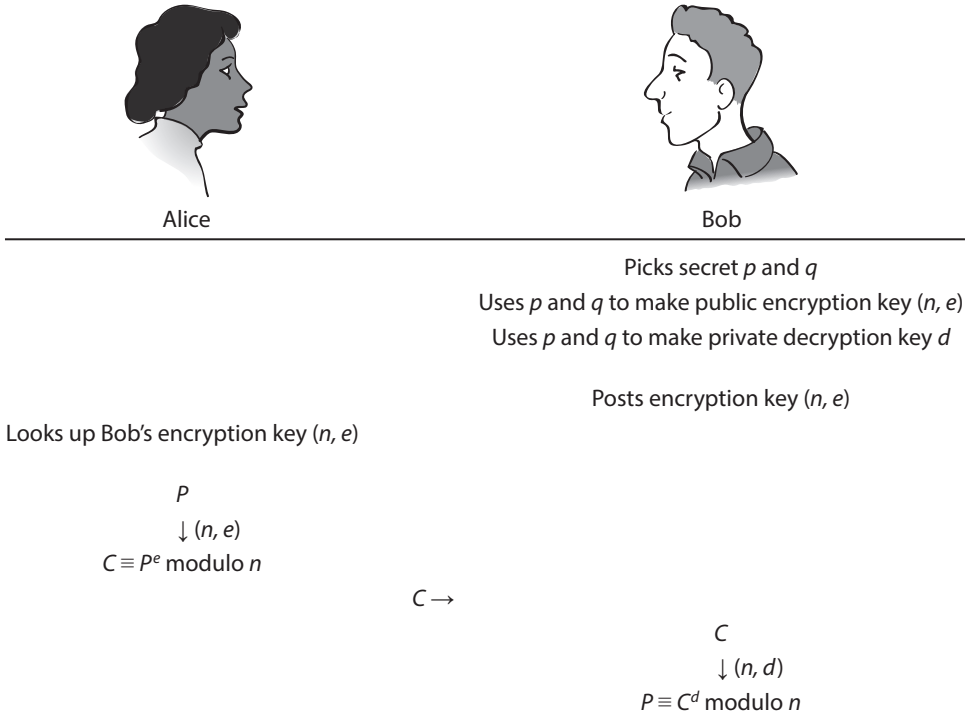 Alice
Bob
Picks secret p and q
Uses p and q to make public encryption key (n, e)
Uses p and q to make private decryption key d
Posts encryption key (n, e)
Looks up Bob's encryption key (n, e)
P
↓ (n, e)
C ≡ Pᵉ modulo n
C →
C
↓ (n, d)
P ≡ Cᵈ modulo n